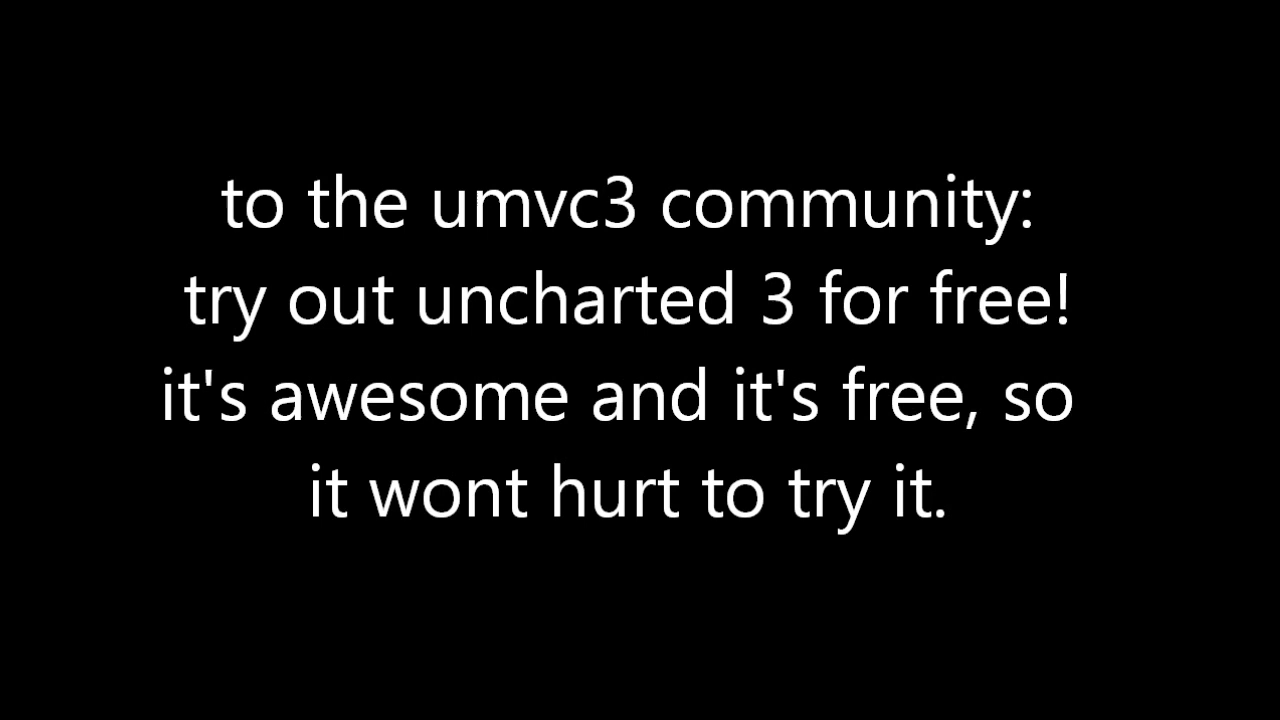 to the umvc3 community:
try out uncharted 3 for free!
it's awesome and it's free, so
it wont hurt to try it.